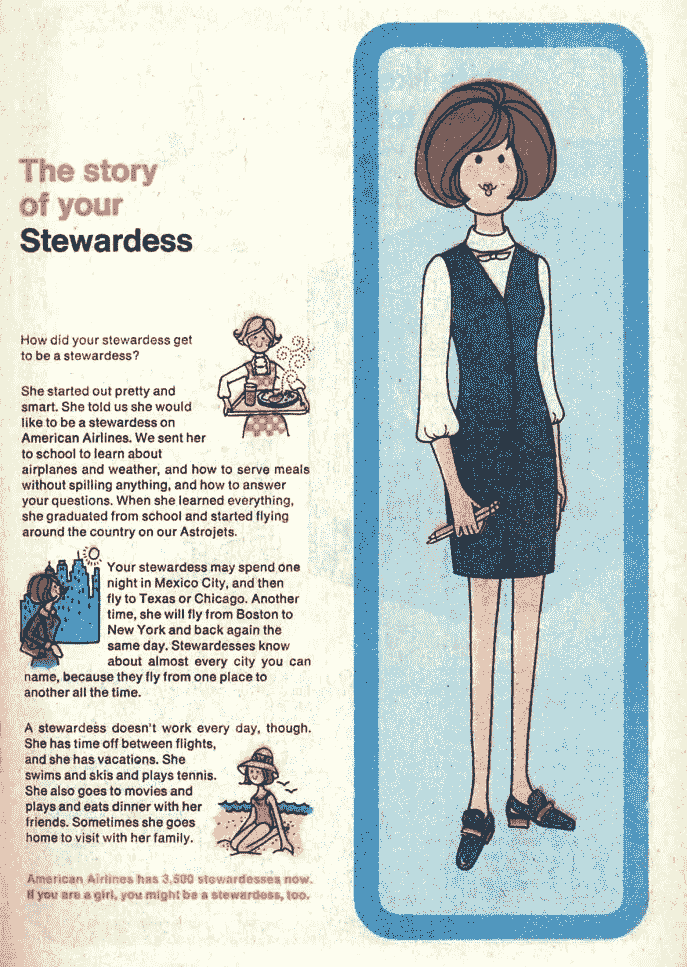 The story
of your
Stewardess
How did your stewardess get
to be a stewardess?
She started out pretty and
smart. She told us she would
like to be a stewardess on
American Airlines. We sent her
to school to learn about
airplanes and weather, and how to serve meals
without spilling anything, and how to answer
your questions. When she learned everything,
she graduated from school and started flying
around the country on our Astrojets.
Your stewardess may spend one
night in Mexico City, and then
fly to Texas or Chicago. Another
time, she will fly from Boston to
New York and back again the
same day. Stewardesses know
about almost every city you can
name, because they fly from one place to
another all the time.
A stewardess doesn't work every day, though.
She has time off between flights,
and she has vacations. She
swims and skis and plays tennis.
She also goes to movies and
plays and eats dinner with her
friends. Sometimes she goes
home to visit with her family.
American Airlines has 3,500 stewardesses now.
If you are a girl, you might be a stewardess, too.